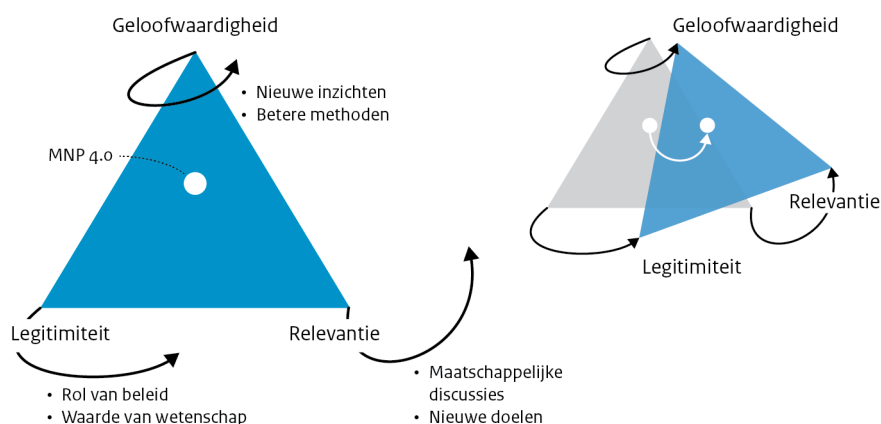 Geloofwaardigheid
• Nieuwe inzichten
• Betere methoden
MNP 4.0
Legitimiteit
Relevantie
• Rol van beleid
• Waarde van wetenschap
• Maatschappelijke
discussies
• Nieuwe doelen
Geloofwaardigheid
Relevantie
Legitimiteit